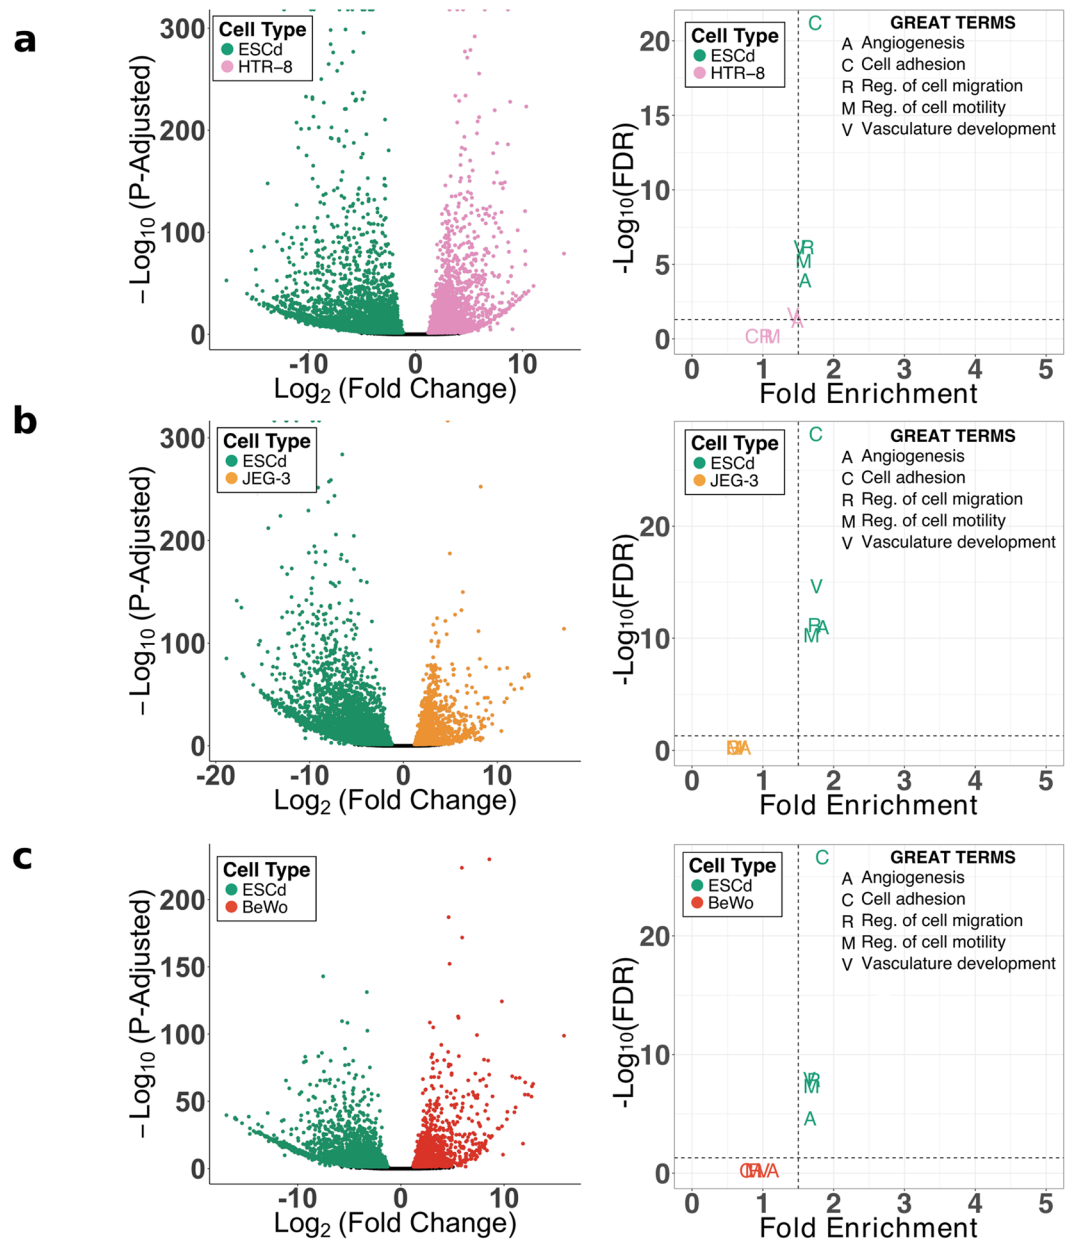 a
Cell Type
ESCd
HTR−8
300
200
100
0
-10
0
10
− Log10 (P-Adjusted)
Log2 (Fold Change)
Cell Type
ESCd
HTR−8
GREAT TERMS
A Angiogenesis
C Cell adhesion
R Reg. of cell migration
M Reg. of cell motility
V Vasculature development
C
V R
M
A
V
A
C R M
20
15
10
5
0
0
1
2
3
4
5
-Log10(FDR)
Fold Enrichment
b
Cell Type
ESCd
JEG-3
300
200
100
0
-20
-10
0
10
− Log10 (P-Adjusted)
Log2 (Fold Change)
Cell Type
ESCd
JEG-3
GREAT TERMS
A Angiogenesis
C Cell adhesion
R Reg. of cell migration
M Reg. of cell motility
V Vasculature development
C
V
R A
M
A
20
10
0
0
1
2
3
4
5
-Log10(FDR)
Fold Enrichment
c
Cell Type
ESCd
BeWo
200
150
100
50
0
-10
0
10
− Log10 (P-Adjusted)
Log2 (Fold Change)
Cell Type
ESCd
BeWo
GREAT TERMS
A Angiogenesis
C Cell adhesion
R Reg. of cell migration
M Reg. of cell motility
V Vasculature development
C
V R
M
A
C V A
20
10
0
0
1
2
3
4
5
-Log10(FDR)
Fold Enrichment